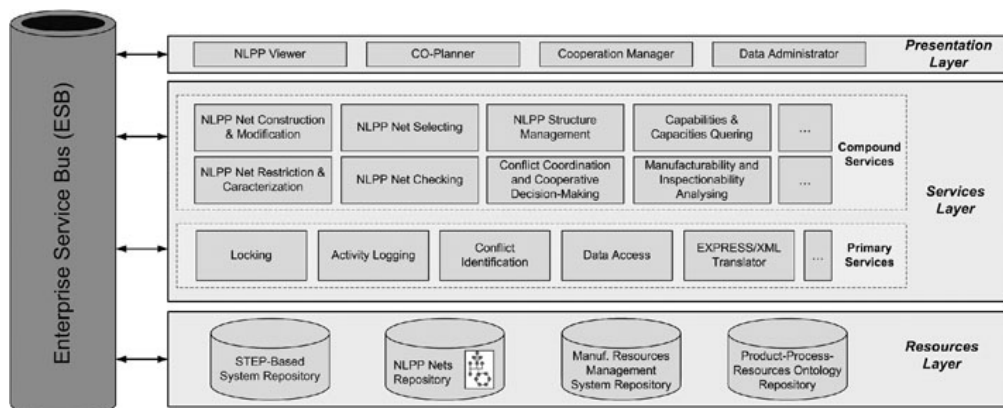 Enterprise Service Bus (ESB)
NLPP Viewer
CO-Planner
Cooperation Manager
Data Administrator
Presentation
Layer
NLPP Net Construction
& Modification
NLPP Net Selecting
NLPP Structure
Management
Capabilities &
Capacities Quering
...
NLPP Net Restriction &
Caracterization
NLPP Net Checking
Conflict Coordination
and Cooperative
Decision-Making
Manufacturability and
Inspectionability
Analysing
...
Compound
Services
Services
Layer
Locking
Activity Logging
Conflict
Identification
Data Access
EXPRESS/XML
Translator
...
Primary
Services
STEP-Based
System Repository
NLPP Nets
Repository
Manuf. Resources
Management
System Repository
Product-Process-
Resources Ontology
Repository
Resources
Layer